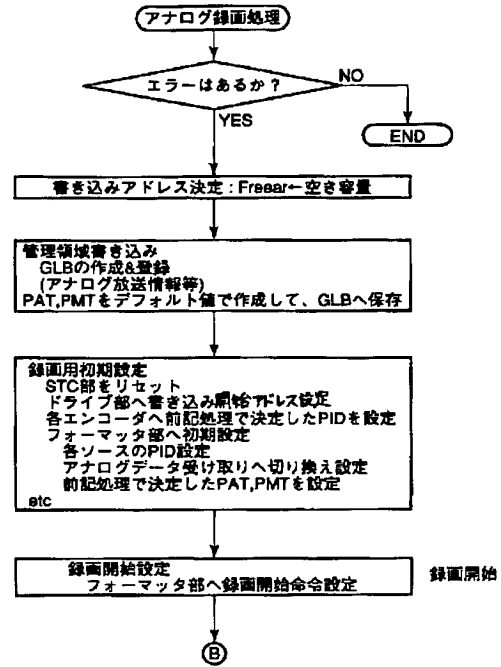 アナログ録画処理
エラーはあるか？
NO
YES
END
書き込みアドレス決定：Freear←空き容量
管理領域書き込み
GLBの作成&登録
(アナログ放送情報等)
PAT,PMTをデフォルト値で作成して、GLBへ保存
録画用初期設定
STC部をリセット
ドライブ部へ書き込み開始アドレス設定
各エンコーダへ前記処理で決定したPIDを設定
フォーマッタ部へ初期設定
各ソースのPID設定
アナログデータ受け取りへ切り換え設定
前記処理で決定したPAT,PMTを設定
etc
録画開始設定
フォーマッタ部へ録画開始命令設定
録画開始
B